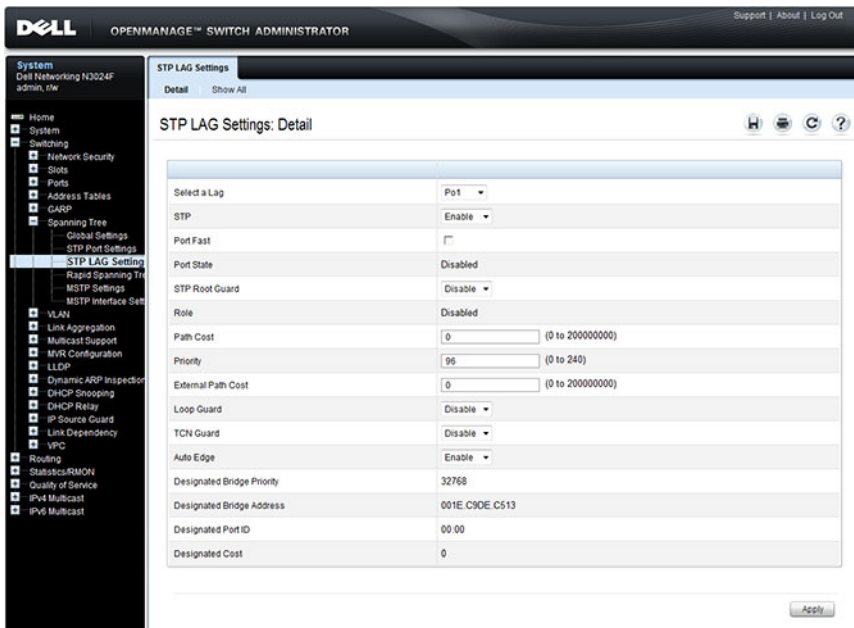 Support | About | Log Out
DELL OPENMANAGE™ SWITCH ADMINISTRATOR
System
Dell Networking N3024F
admin, r/w
Home
System
Switching
Network Security
Slots
Ports
Address Tables
GARP
Spanning Tree
Global Settings
STP Port Settings
STP LAG Setting
Rapid Spanning Tre
MSTP Settings
MSTP Interface Sett
VLAN
Link Aggregation
Multicast Support
MVR Configuration
LLDP
Dynamic ARP Inspection
DHCP Snooping
DHCP Relay
IP Source Guard
Link Dependency
VPC
Routing
Statistics/RMON
Quality of Service
IPv4 Multicast
IPv6 Multicast
STP LAG Settings
Detail Show All
STP LAG Settings: Detail
Select a Lag Po1
STP Enable
Port Fast
Port State Disabled
STP Root Guard Disable
Role Disabled
Path Cost 0 (0 to 200000000)
Priority 96 (0 to 240)
External Path Cost 0 (0 to 200000000)
Loop Guard Disable
TCN Guard Disable
Auto Edge Enable
Designated Bridge Priority 32768
Designated Bridge Address 001E.C9DE.C513
Designated Port ID 00:00
Designated Cost 0
Apply